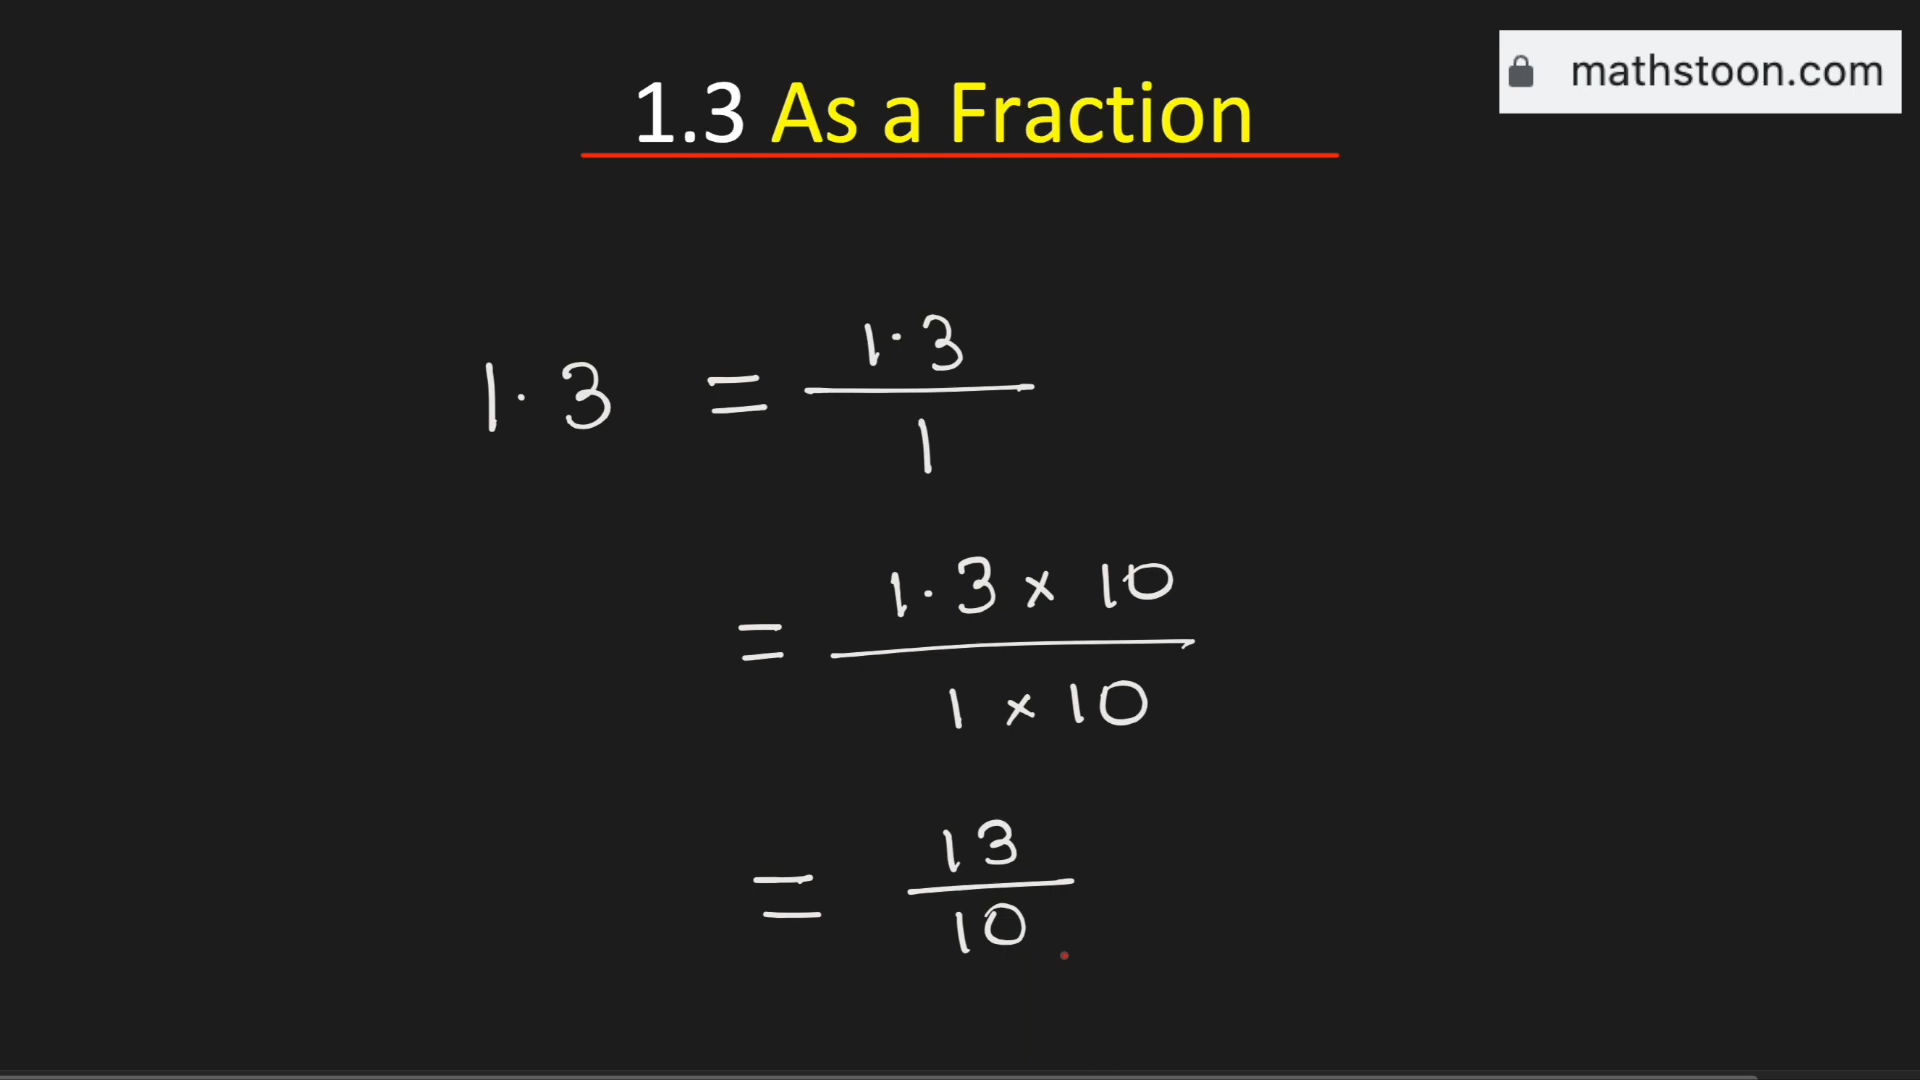 mathstoon.com
1.3 As a Fraction
1.3 = 1.3 / 1
= 1.3 × 10 / 1 × 10
= 13 / 10